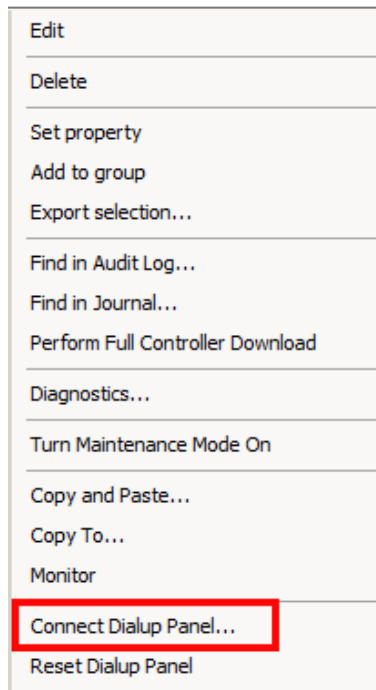 Edit
Delete
Set property
Add to group
Export selection...
Find in Audit Log...
Find in Journal...
Perform Full Controller Download
Diagnostics...
Turn Maintenance Mode On
Copy and Paste...
Copy To...
Monitor
Connect Dialup Panel...
Reset Dialup Panel